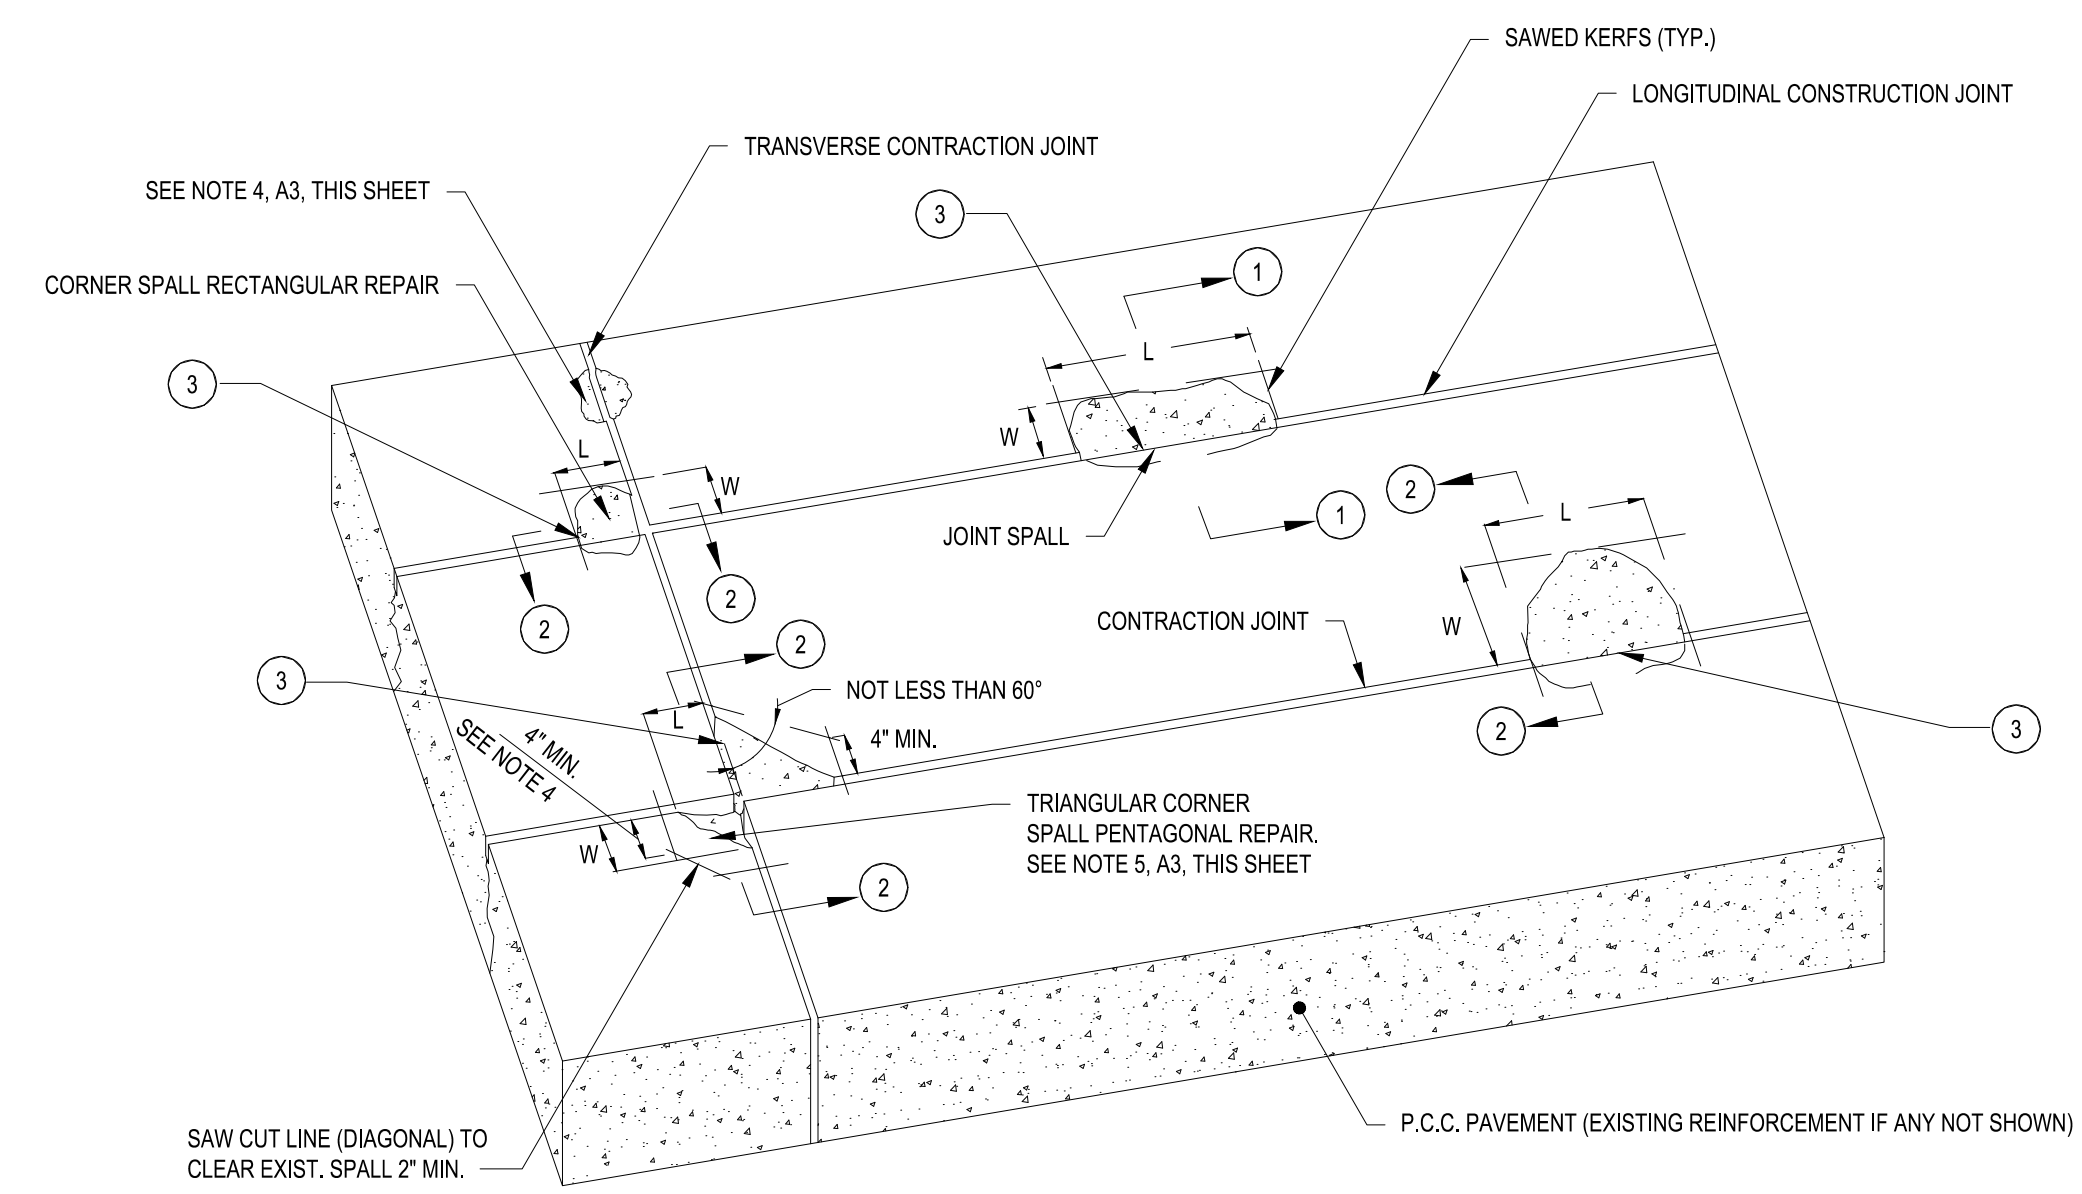 SAWED KERFS (TYP.)
LONGITUDINAL CONSTRUCTION JOINT
TRANSVERSE CONTRACTION JOINT
SEE NOTE 4, A3, THIS SHEET
3
CORNER SPALL RECTANGULAR REPAIR
1
L
3
W
L
W
2
L
1
JOINT SPALL
2
2
W
CONTRACTION JOINT
2
3
NOT LESS THAN 60°
L
4" MIN.
SEE NOTE 4
4" MIN.
2
3
TRIANGULAR CORNER
SPALL PENTAGONAL REPAIR.
SEE NOTE 5, A3, THIS SHEET
W
2
P.C.C. PAVEMENT (EXISTING REINFORCEMENT IF ANY NOT SHOWN)
SAW CUT LINE (DIAGONAL) TO
CLEAR EXIST. SPALL 2" MIN.